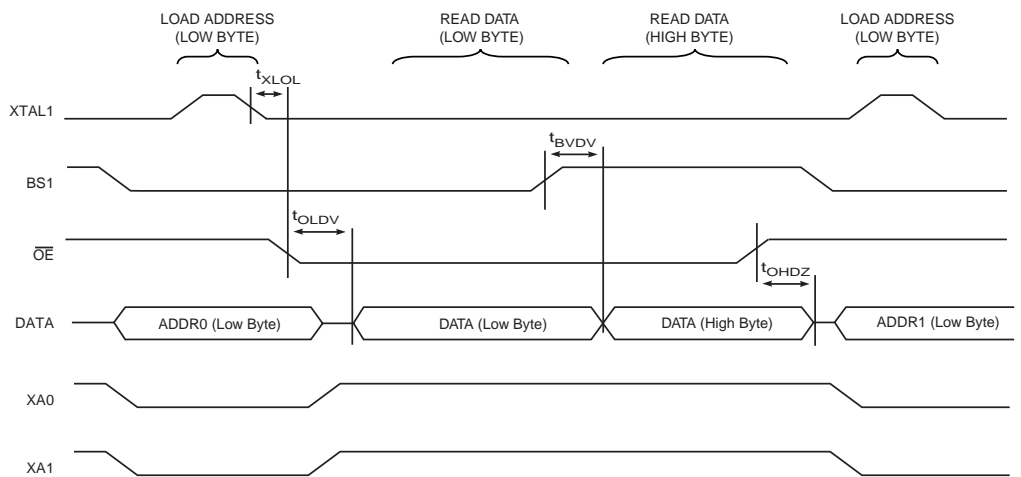 LOAD ADDRESS
(LOW BYTE)
READ DATA
(LOW BYTE)
READ DATA
(HIGH BYTE)
LOAD ADDRESS
(LOW BYTE)
tXLOL
XTAL1
tBVDV
BS1
tOLDV
OE
tOHDZ
DATA
ADDR0 (Low Byte)
DATA (Low Byte)
DATA (High Byte)
ADDR1 (Low Byte)
XA0
XA1